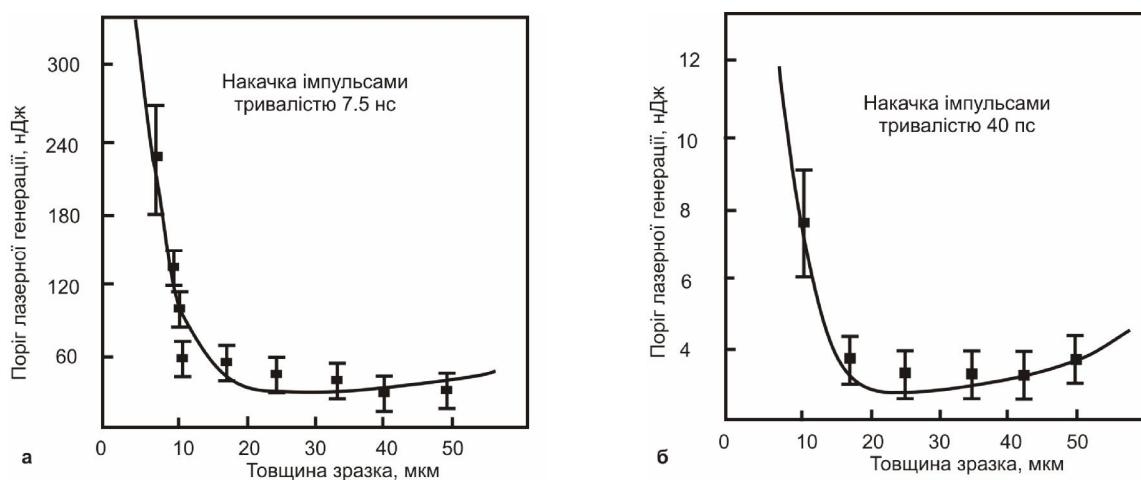 Поріг лазерної генерації, нДж
300
240
180
120
60
Накачка імпульсами
тривалістю 7.5 нс
0
10
20
30
40
50
Товщина зразка, мкм
а
Поріг лазерної генерації, нДж
12
10
8
6
4
Накачка імпульсами
тривалістю 40 пс
0
10
20
30
40
50
Товщина зразка, мкм
б